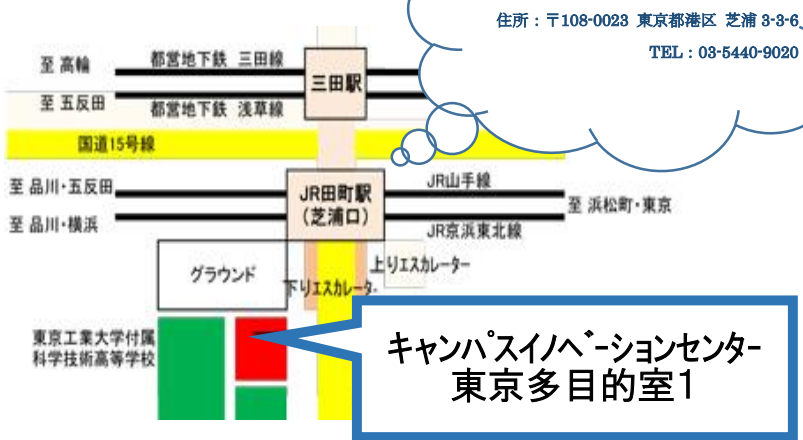 住所：〒108-0023 東京都港区 芝浦 3-3-6
TEL：03-5440-9020
至 高輪
都営地下鉄 三田線
三田駅
至 五反田
都営地下鉄 浅草線
国道15号線
至 品川・五反田
JR田町駅
(芝浦口)
JR山手線
至 浜松町・東京
至 品川・横浜
JR京浜東北線
グラウンド
下りエスカレーター
上りエスカレーター
東京工業大学付属
科学技術高等学校
キャンパスイノベーションセンター
東京多目的室1